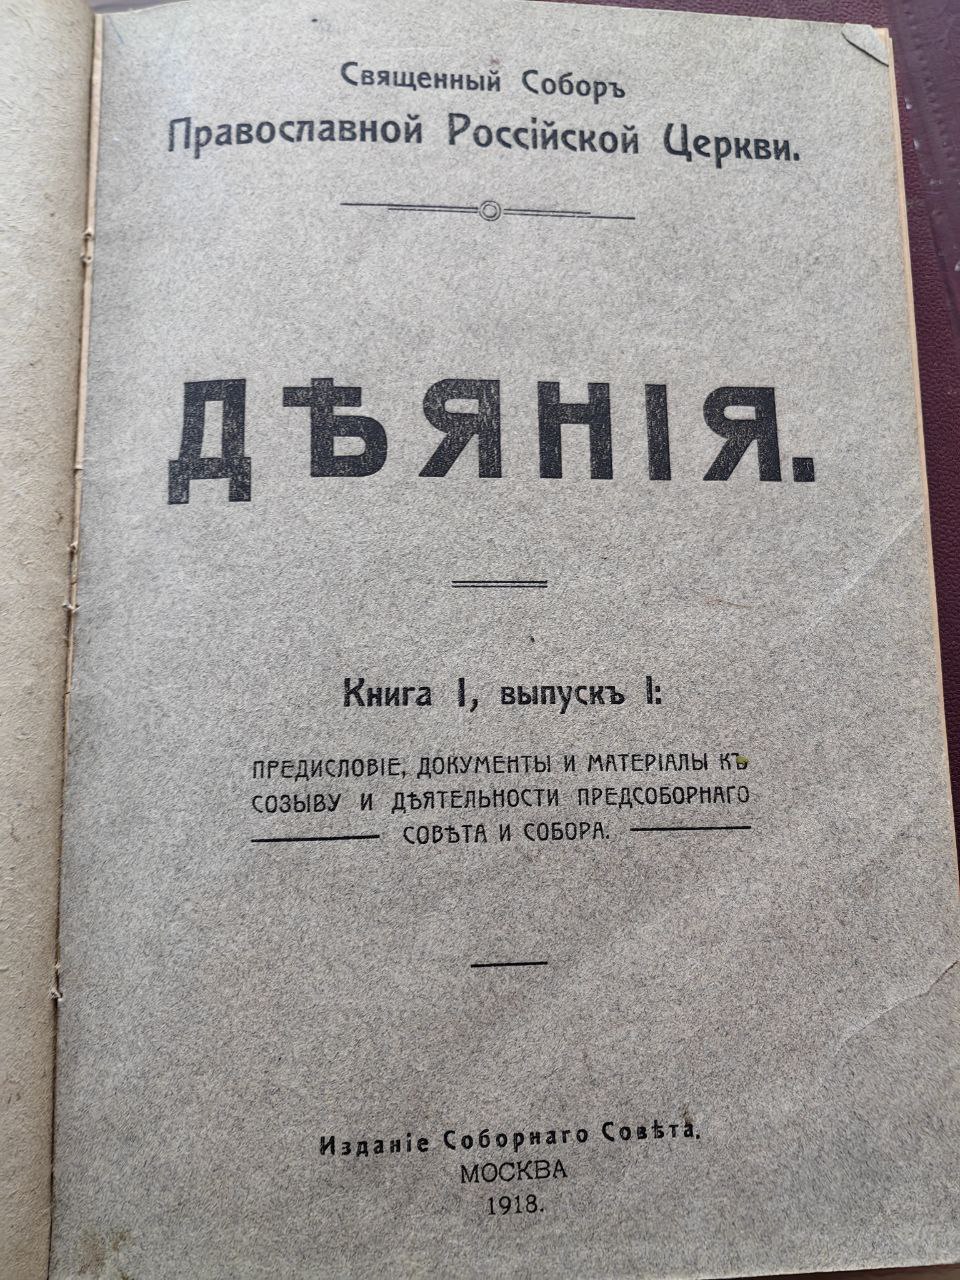 Священный Соборъ
Православной Россійской Церкви.
ДѢЯНІЯ.
Книга I, выпускъ I:
ПРЕДИСЛОВІЕ, ДОКУМЕНТЫ И МАТЕРІАЛЫ КЪ
СОЗЫВУ И ДѢЯТЕЛЬНОСТИ ПРЕДСОБОРНАГО
СОВѢТА И СОБОРА.
Изданіе Соборнаго Совѣта.
МОСКВА
1918.